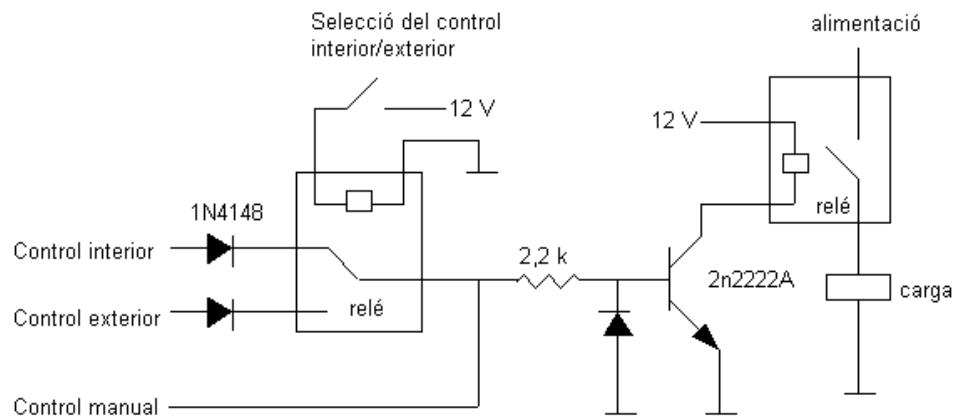 Selecció del control
interior/exterior
alimentació
12 V
12 V
1N4148
relé
Control interior
2,2 k
2n2222A
carga
relé
Control exterior
Control manual